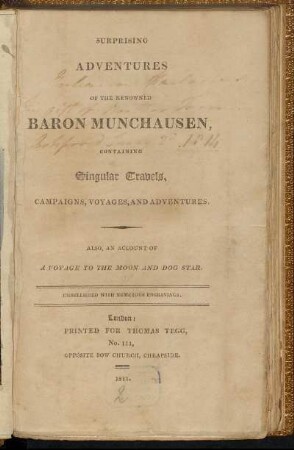 SURPRISING
ADVENTURES
OF THE RENOWNED
BARON MUNCHAUSEN,
CONTAINING
Singular Travels,
CAMPAIGNS, VOYAGES, AND ADVENTURES.
ALSO, AN ACCOUNT OF
A VOYAGE TO THE MOON AND DOG STAR.
EMBELLISHED WITH NUMEROUS ENGRAVINGS.
London:
PRINTED FOR THOMAS TEGG,
No. 111,
OPPOSITE BOW CHURCH, CHEAPSIDE.
1811.
2